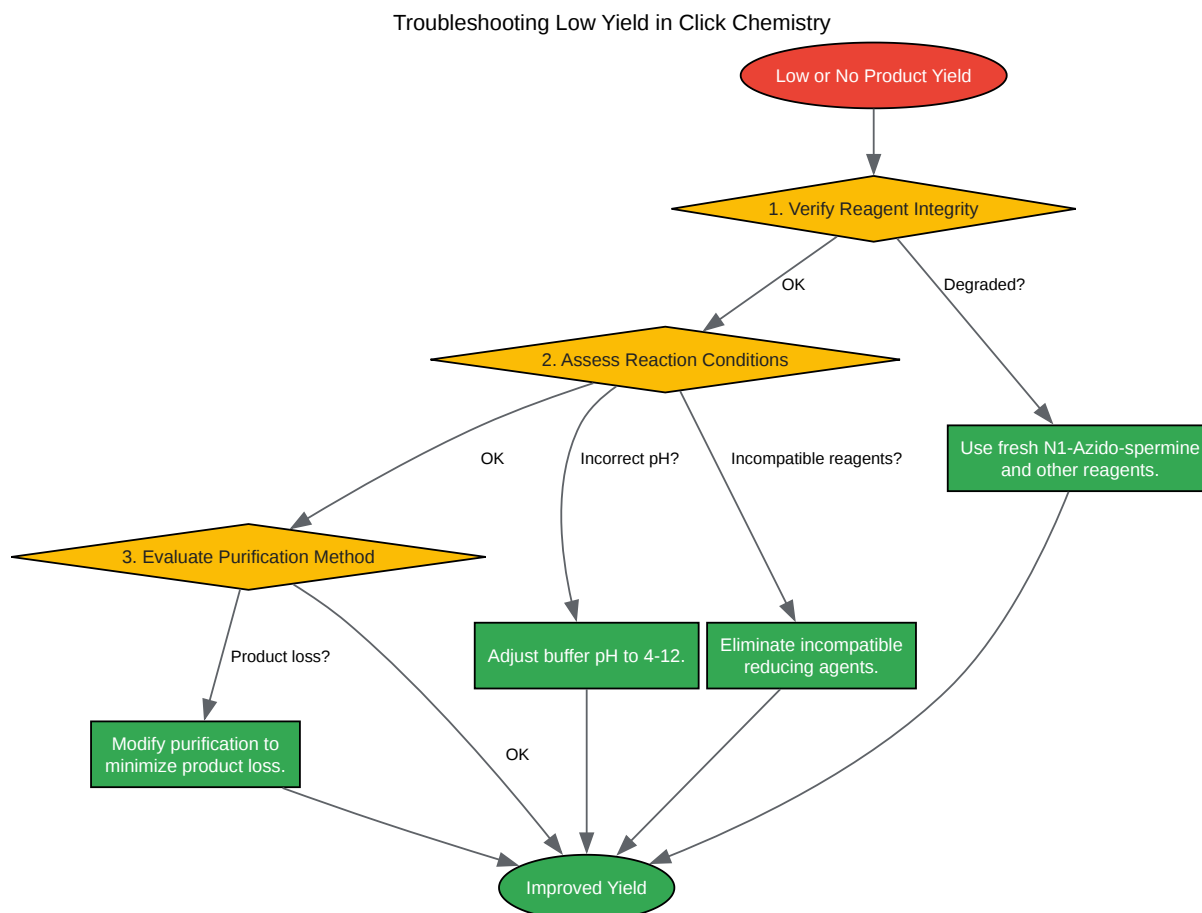 Troubleshooting Low Yield in Click Chemistry
Low or No Product Yield
1. Verify Reagent Integrity
OK
Degraded?
2. Assess Reaction Conditions
Use fresh N1-Azido-spermine
and other reagents.
OK
Incorrect pH?
Incompatible reagents?
3. Evaluate Purification Method
Adjust buffer pH to 4-12.
Eliminate incompatible
reducing agents.
Product loss?
Modify purification to
minimize product loss.
OK
Improved Yield